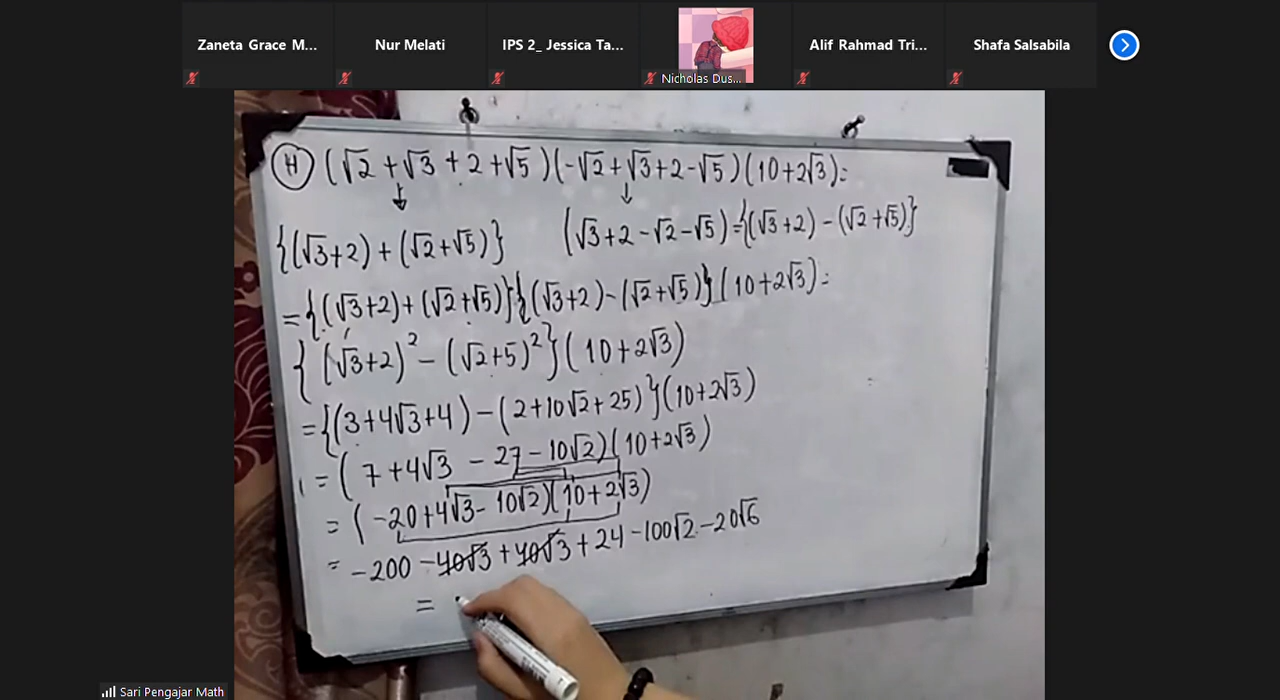 Zaneta Grace M...
Nur Melati
IPS 2_ Jessica Ta...
Nicholas Dus...
Alif Rahmad Tri...
Shafa Salsabila
(H) (√2 + √3 + 2 + √5)(-√2 + √3 + 2 - √5)(10 + 2√3) =
{(√3 + 2) + (√2 + √5)} (√3 + 2 - √2 - √5) = {(√3 + 2) - (√2 + √5)}
= {(√3 + 2) + (√2 + √5)}{(√3 + 2) - (√2 + √5)}(10 + 2√3) =
{(√3 + 2)² - (√2 + 5)²}(10 + 2√3)
= {(3 + 4√3 + 4) - (2 + 10√2 + 25)}(10 + 2√3)
= (7 + 4√3 - 27 - 10√2)(10 + 2√3)
= (-20 + 4√3 - 10√2)(10 + 2√3)
= -200 - 40√3 + 40√3 + 24 - 100√2 - 20√6
=
Sari Pengajar Math